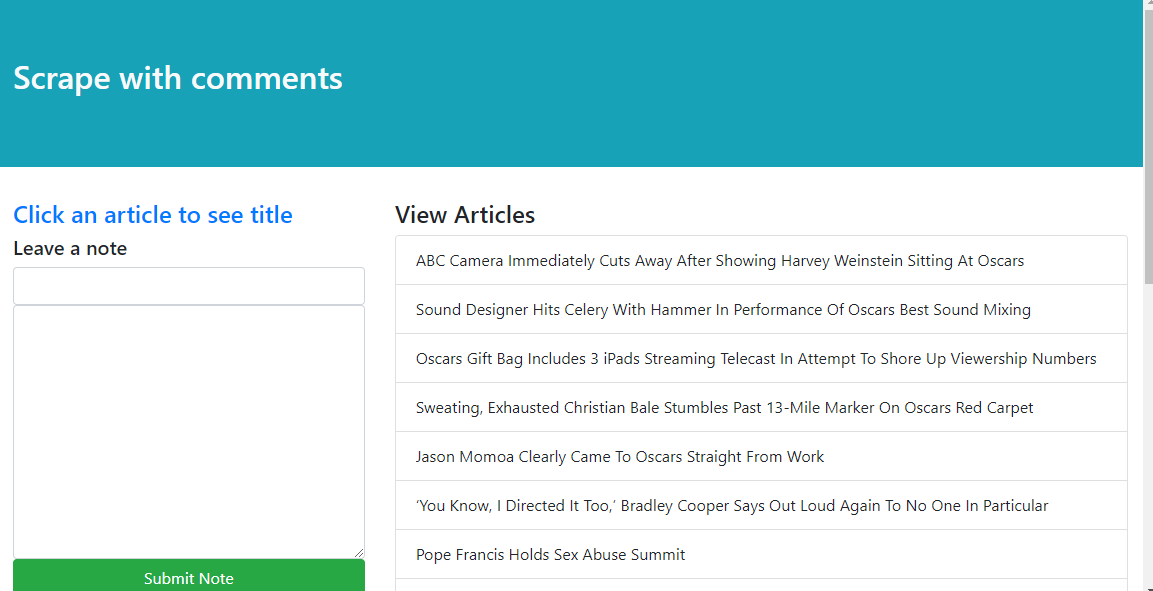 Scrape with comments
Click an article to see title
Leave a note
Submit Note
View Articles
ABC Camera Immediately Cuts Away After Showing Harvey Weinstein Sitting At Oscars
Sound Designer Hits Celery With Hammer In Performance Of Oscars Best Sound Mixing
Oscars Gift Bag Includes 3 iPads Streaming Telecast In Attempt To Shore Up Viewership Numbers
Sweating, Exhausted Christian Bale Stumbles Past 13-Mile Marker On Oscars Red Carpet
Jason Momoa Clearly Came To Oscars Straight From Work
‘You Know, I Directed It Too,’ Bradley Cooper Says Out Loud Again To No One In Particular
Pope Francis Holds Sex Abuse Summit